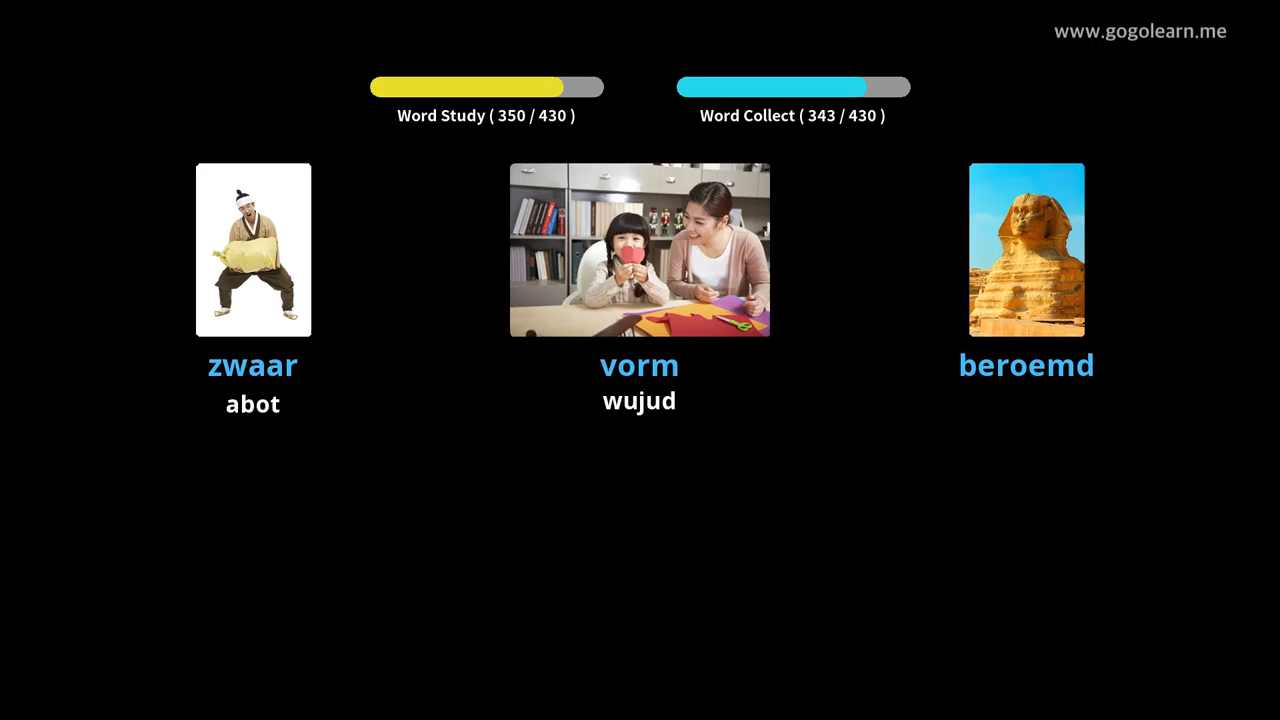 www.gogolearn.me
Word Study ( 350 / 430 )
Word Collect ( 343 / 430 )
zwaar
abot
vorm
wujud
beroemd